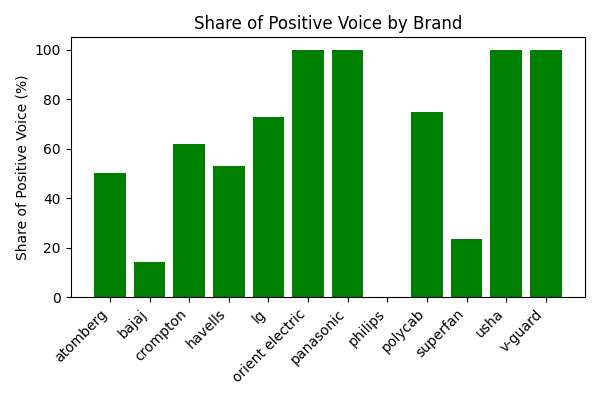 Share of Positive Voice by Brand
Share of Positive Voice (%)
100
80
60
40
20
0
atomberg
bajaj
crompton
havells
lg
orient electric
panasonic
philips
polycab
superfan
usha
v-guard